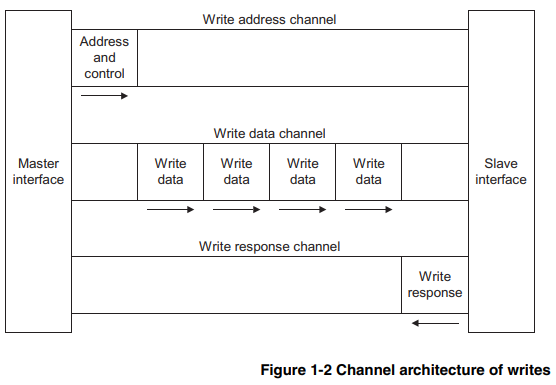 Write address channel
Address
and
control
Write data channel
Master
interface
Write
data
Write
data
Write
data
Write
data
Slave
interface
Write response channel
Write
response
Figure 1-2 Channel architecture of writes